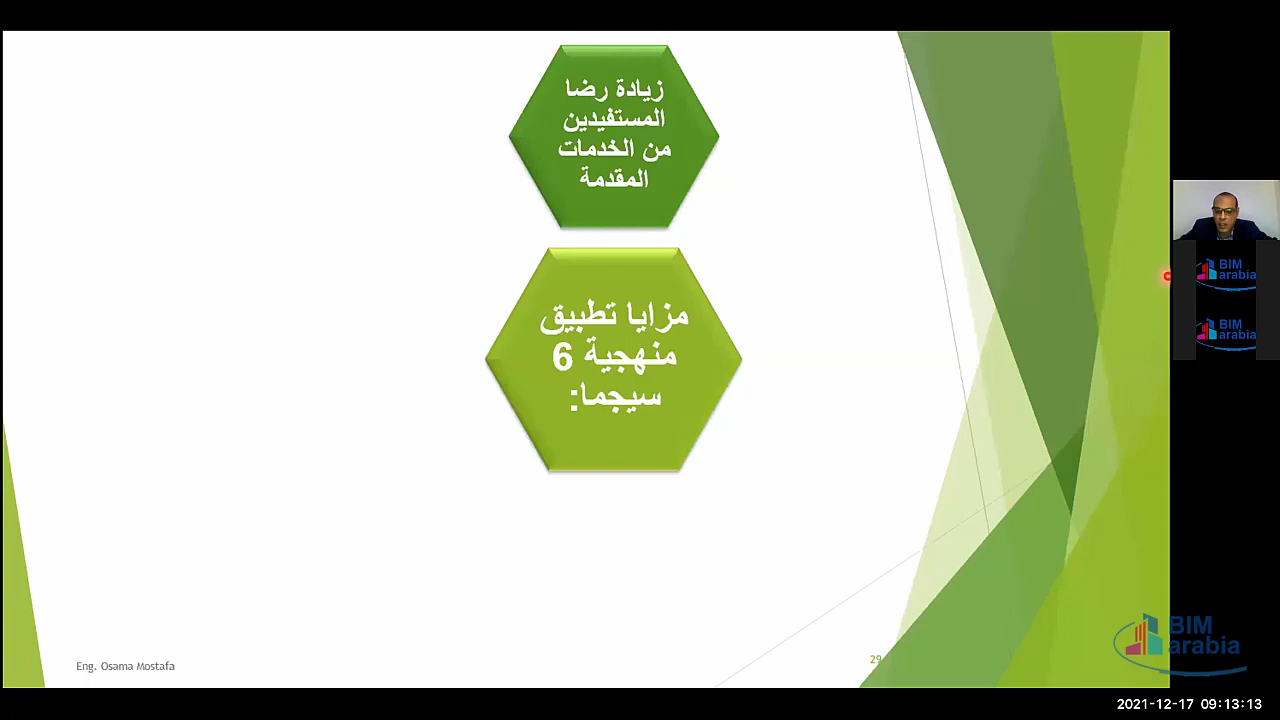 زيادة رضا
المستفيدين
من الخدمات
المقدمة
مزايا تطبيق
منهجية 6
سيجما:
BIM
arabia
BIM
arabia
Eng. Osama Mostafa
29
BIM
arabia
2021-12-17 09:13:13